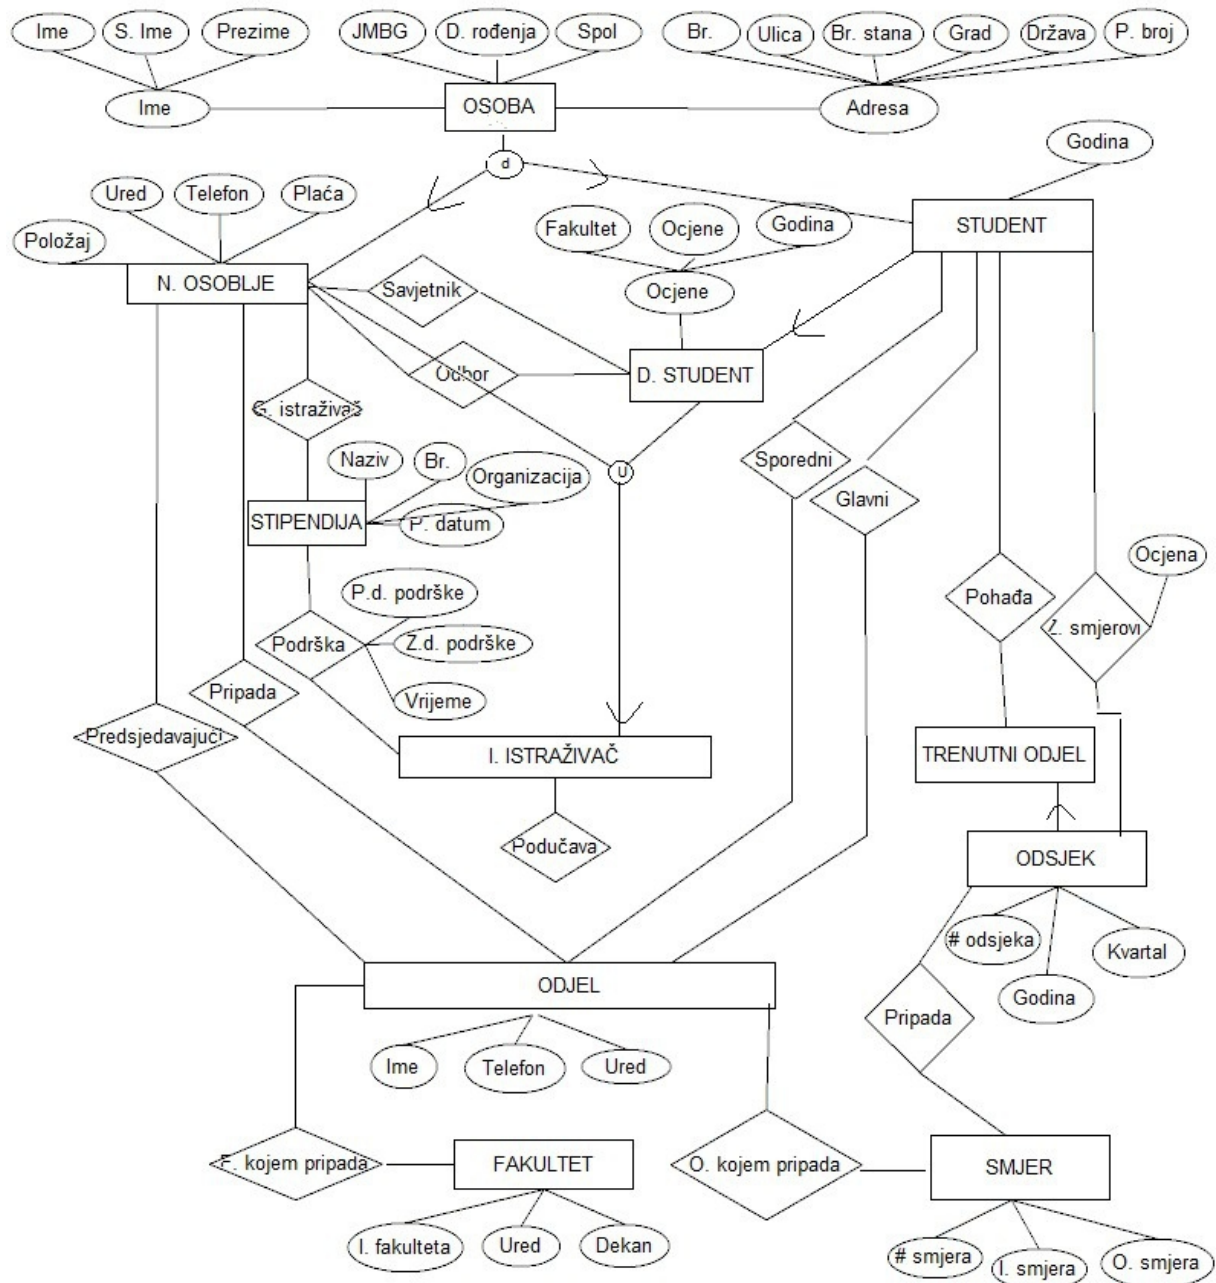 Ime
S. Ime
Prezime
JMBG
D. rođenja
Spol
Br.
Ulica
Br. stana
Grad
Država
P. broj
Ime
OSOBA
Adresa
d
Godina
Ured
Telefon
Plaća
Položaj
Fakultet
Ocjene
Godina
STUDENT
N. OSOBLJE
Savjetnik
Ocjene
Odbor
D. STUDENT
G. istraživač
Sporedni
Naziv
Br.
Organizacija
U
Glavni
STIPENDIJA
P. datum
Ocjena
P.d. podrške
Pohađa
Z. smjerovi
Podrška
Z.d. podrške
Pripada
Vrijeme
Predsjedavajući
I. ISTRAŽIVAČ
TRENUTNI ODJEL
Podučava
ODSJEK
# odsjeka
Kvartal
ODJEL
Godina
Pripada
Ime
Telefon
Ured
F. kojem pripada
FAKULTET
O. kojem pripada
SMJER
I. fakulteta
Ured
Dekan
# smjera
I. smjera
O. smjera